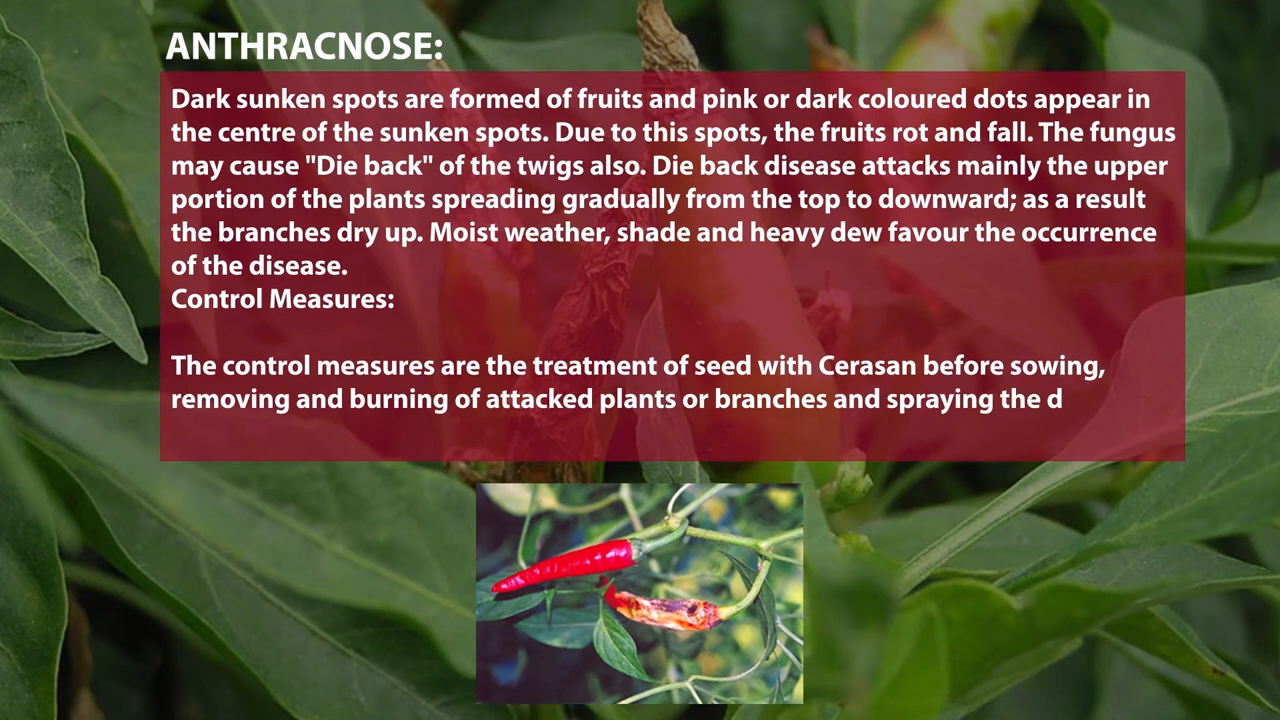 ANTHRACNOSE:
Dark sunken spots are formed of fruits and pink or dark coloured dots appear in
the centre of the sunken spots. Due to this spots, the fruits rot and fall. The fungus
may cause "Die back" of the twigs also. Die back disease attacks mainly the upper
portion of the plants spreading gradually from the top to downward; as a result
the branches dry up. Moist weather, shade and heavy dew favour the occurrence
of the disease.
Control Measures:
The control measures are the treatment of seed with Cerasan before sowing,
removing and burning of attacked plants or branches and spraying the d